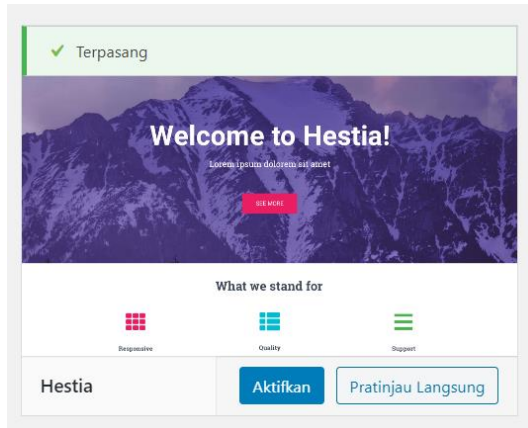 Terpasang
Welcome to Hestia!
Lorem ipsum dolorem sit amet
SEE MORE
What we stand for
Responsive Quality Support
Hestia Aktifkan Pratinjau Langsung